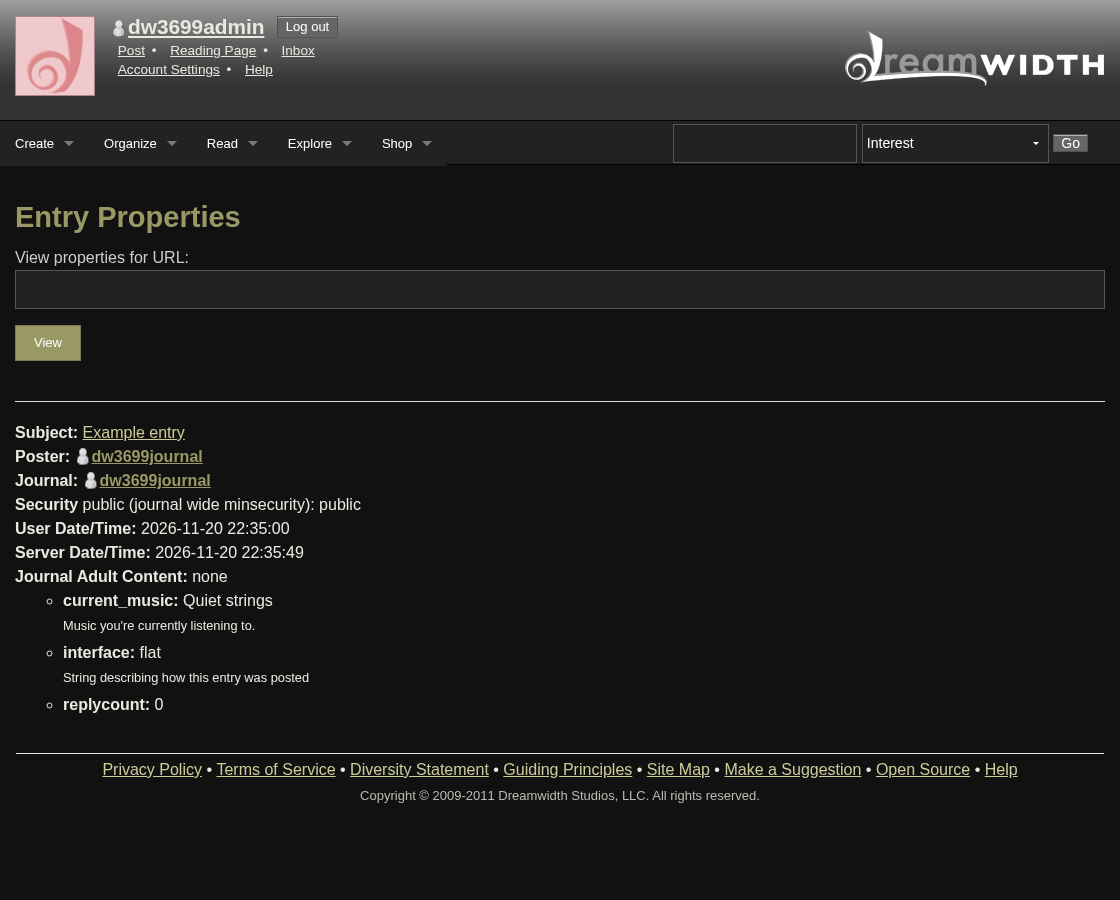 dw3699admin Log out
Post • Reading Page • Inbox
Account Settings • Help
dreamwidth
Create Organize Read Explore Shop Interest Go
Entry Properties
View properties for URL:
View
Subject: Example entry
Poster: dw3699journal
Journal: dw3699journal
Security public (journal wide minsecurity): public
User Date/Time: 2026-11-20 22:35:00
Server Date/Time: 2026-11-20 22:35:49
Journal Adult Content: none
current_music: Quiet strings
Music you're currently listening to.
interface: flat
String describing how this entry was posted
replycount: 0
Privacy Policy • Terms of Service • Diversity Statement • Guiding Principles • Site Map • Make a Suggestion • Open Source • Help
Copyright © 2009-2011 Dreamwidth Studios, LLC. All rights reserved.